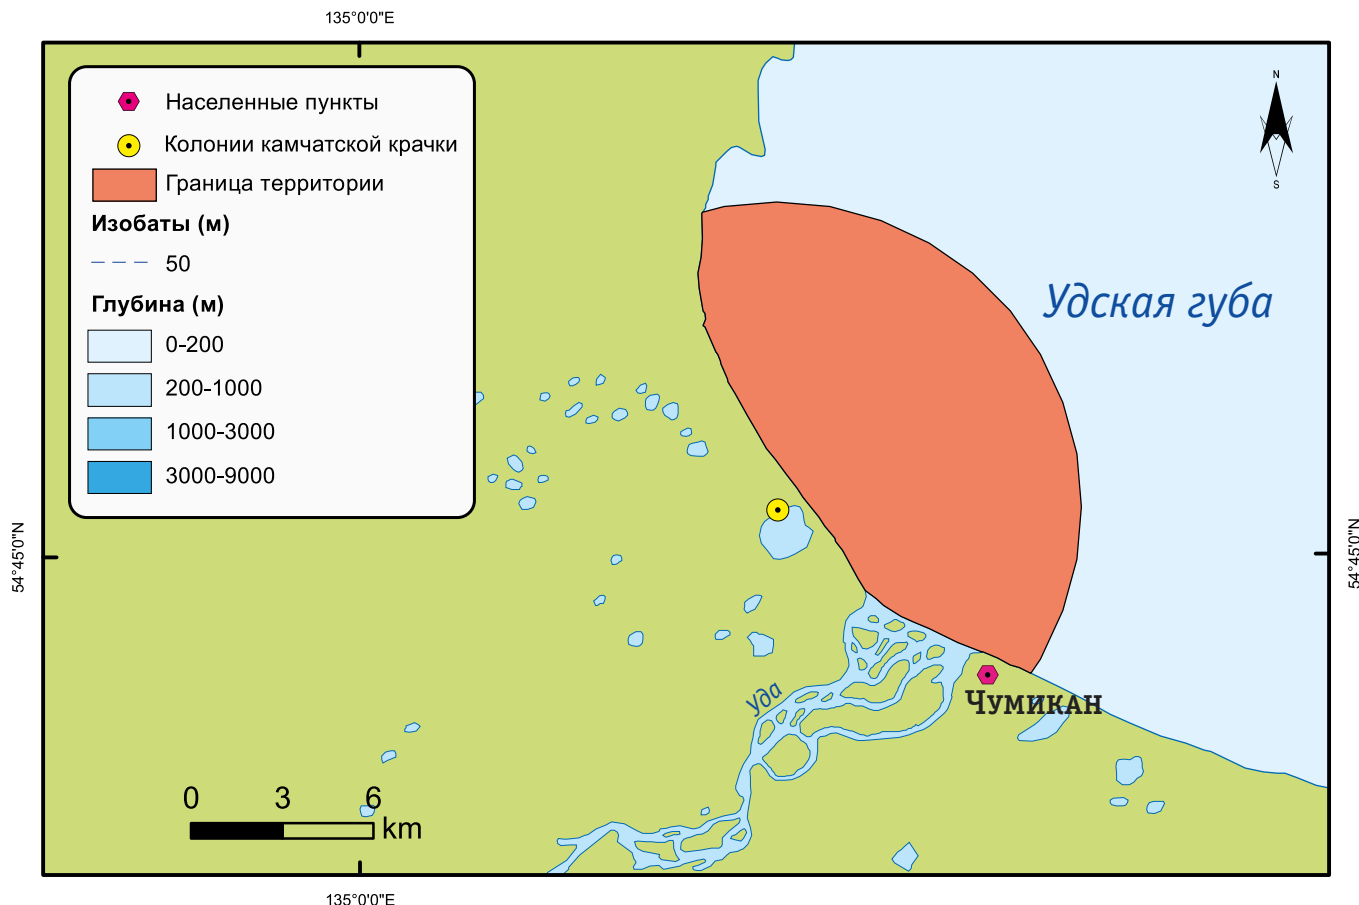 135°0'0"E
Населенные пункты
Колонии камчатской крачки
Граница территории
Изобаты (м)
50
Глубина (м)
0-200
200-1000
1000-3000
3000-9000
N
S
Удская губа
54°45'0"N
54°45'0"N
Уда
Чумикан
0 3 6
km
135°0'0"E